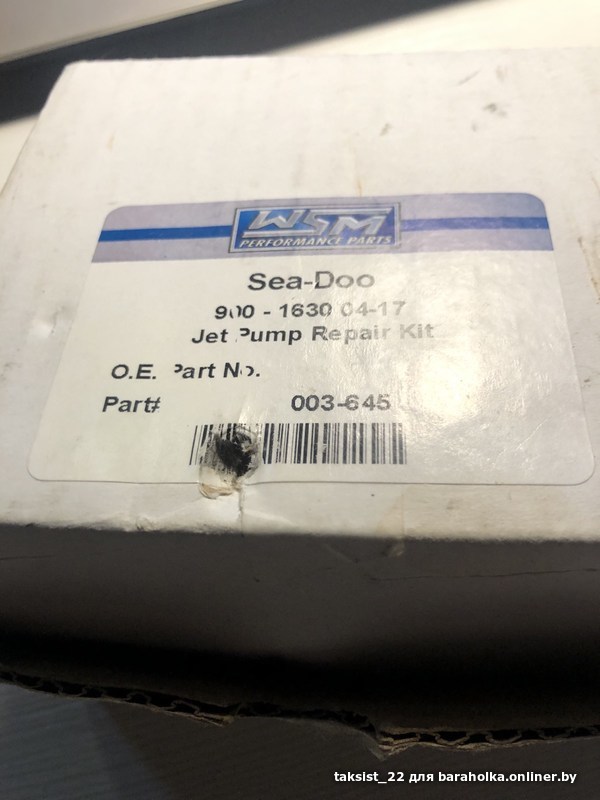 WSM
PERFORMANCE PARTS
Sea-Doo
900 - 1630 04-17
Jet Pump Repair Kit
O.E. Part No.
Part# 003-645
taksist_22 для baraholka.onliner.by